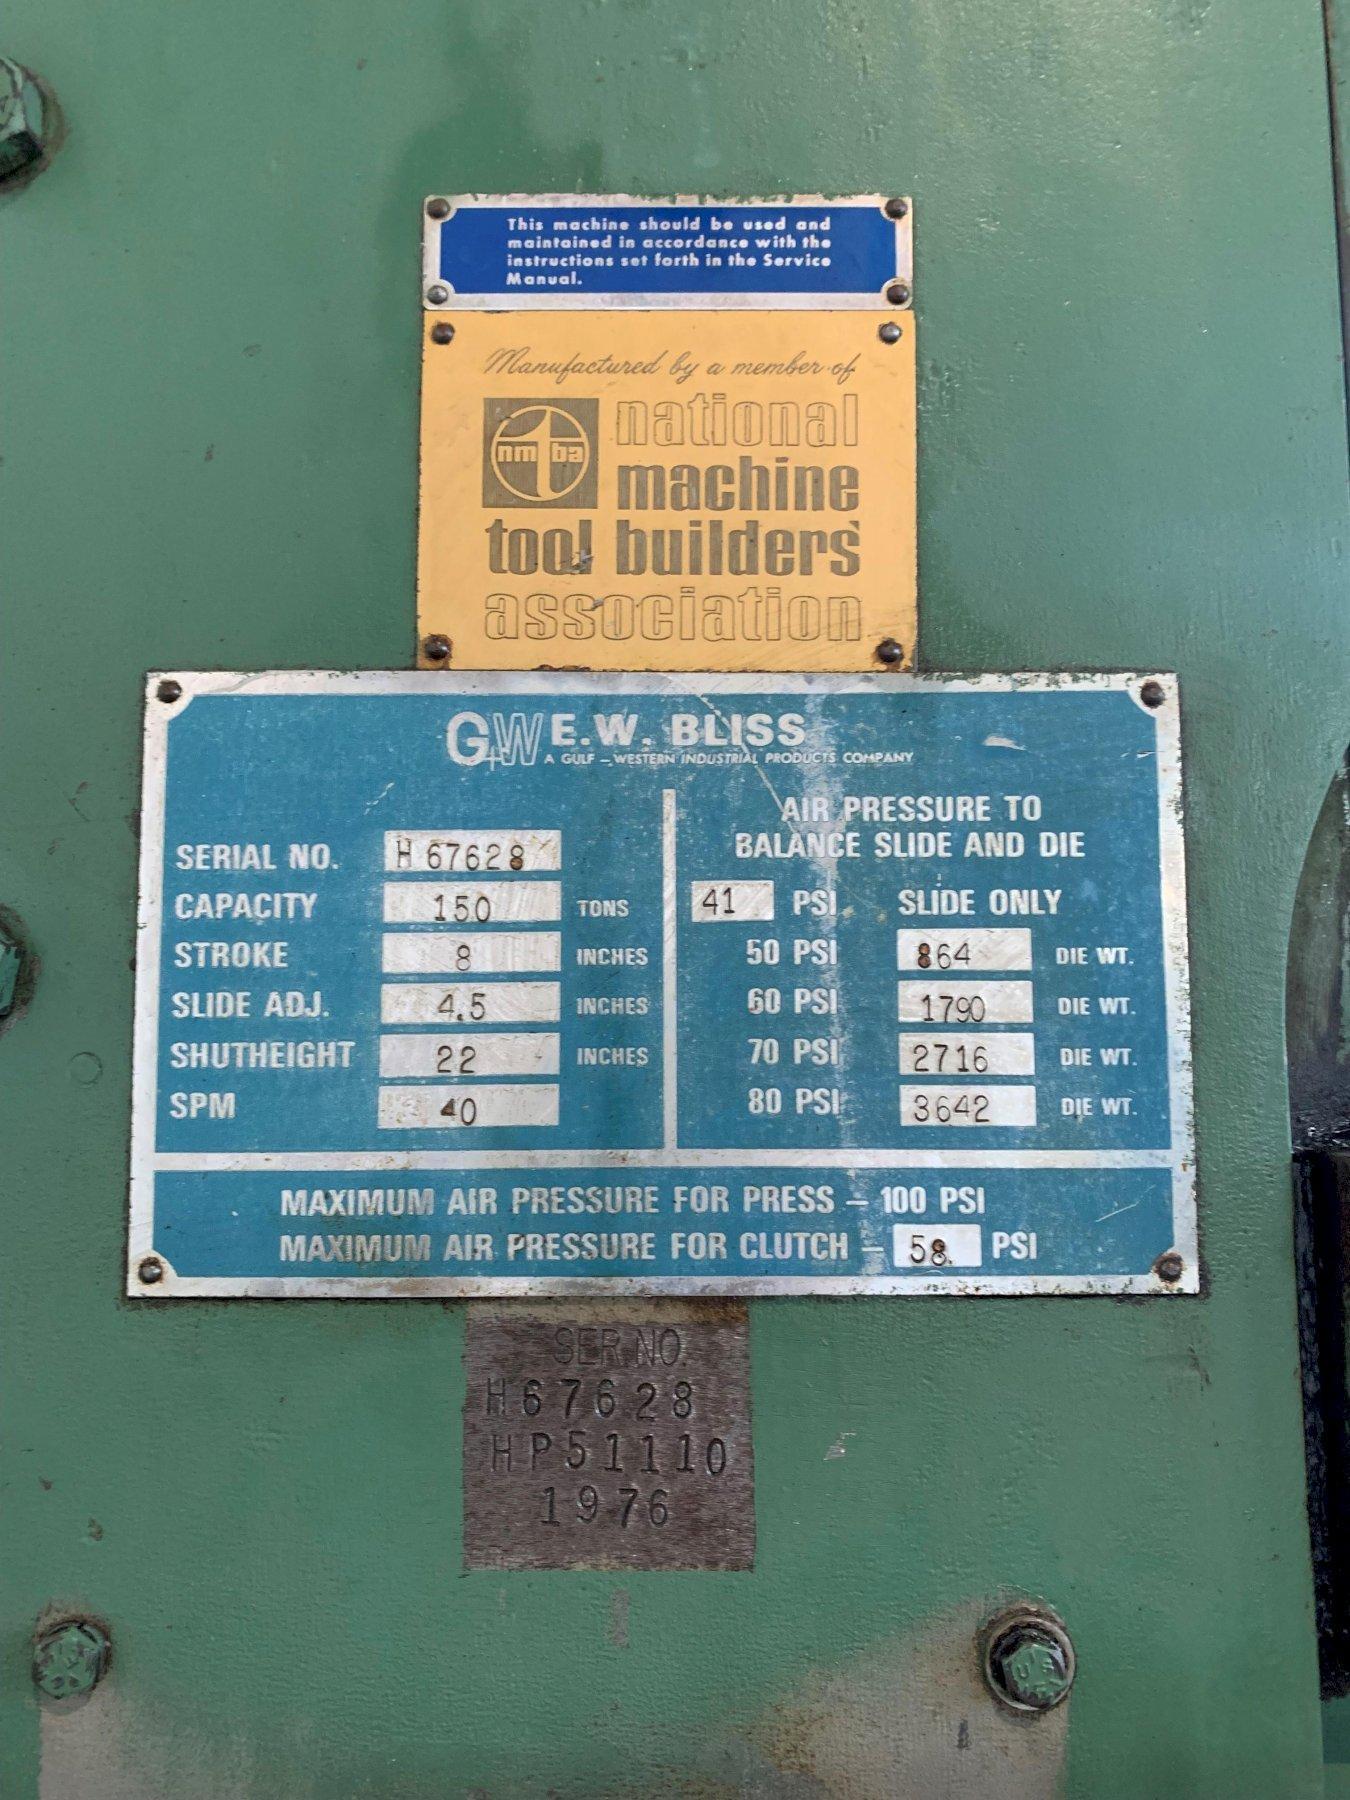 This machine should be used and
maintained in accordance with the
instructions set forth in the Service
Manual.
Manufactured by a member of
nmtba
national
machine
tool builders'
association
G+W E.W. BLISS
A GULF – WESTERN INDUSTRIAL PRODUCTS COMPANY
SERIAL NO. H 67628
CAPACITY 150 TONS
STROKE 8 INCHES
SLIDE ADJ. 4.5 INCHES
SHUTHEIGHT 22 INCHES
SPM 40
AIR PRESSURE TO
BALANCE SLIDE AND DIE
41 PSI SLIDE ONLY
50 PSI 864 DIE WT.
60 PSI 1790 DIE WT.
70 PSI 2716 DIE WT.
80 PSI 3642 DIE WT.
MAXIMUM AIR PRESSURE FOR PRESS – 100 PSI
MAXIMUM AIR PRESSURE FOR CLUTCH – 58. PSI
SER. NO.
H67628
HP51110
1976